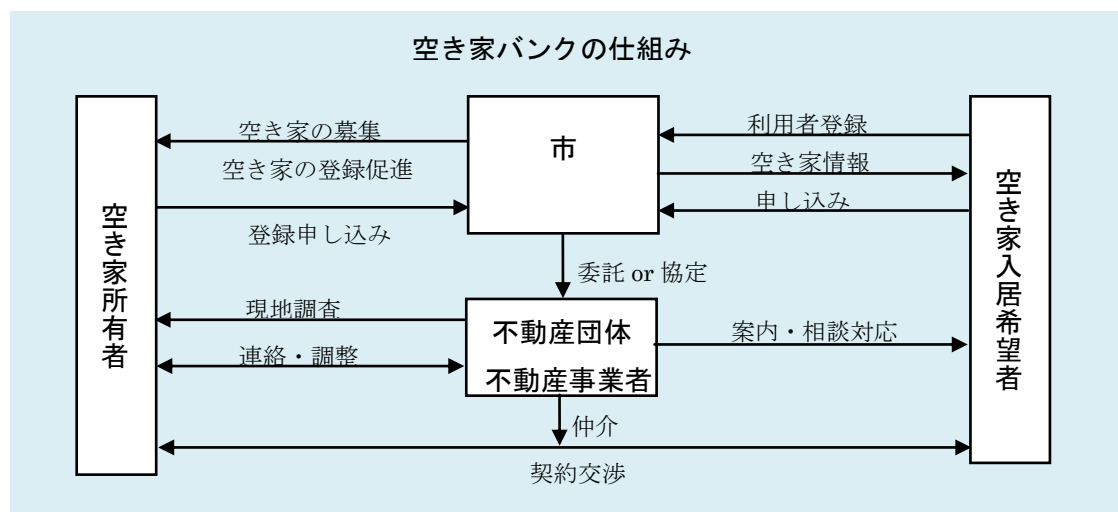 空き家バンクの仕組み
空き家所有者
空き家の募集
空き家の登録促進
登録申し込み
市
利用者登録
空き家情報
申し込み
空き家入居希望者
委託 or 協定
現地調査
連絡・調整
不動産団体
不動産事業者
案内・相談対応
仲介
契約交渉